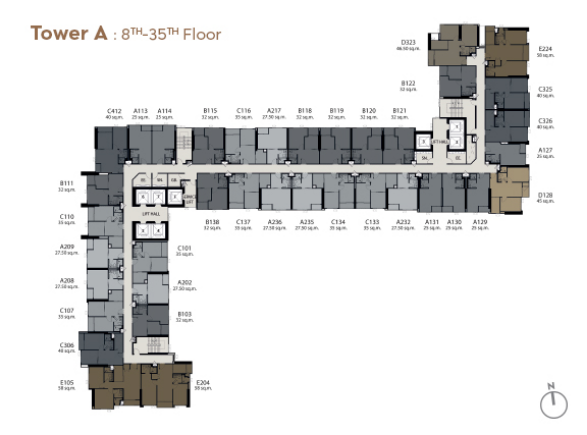 Tower A : 8TH-35TH Floor
D323
46.50 sq.m.
E224
58 sq.m.
B122
32 sq.m.
C325
40 sq.m.
C412
40 sq.m.
A113
25 sq.m.
A114
25 sq.m.
B115
32 sq.m.
C116
35 sq.m.
A217
27.50 sq.m.
B118
32 sq.m.
B119
32 sq.m.
B120
32 sq.m.
B121
32 sq.m.
C326
40 sq.m.
LIFT HALL
A127
25 sq.m.
B111
32 sq.m.
D128
45 sq.m.
C110
35 sq.m.
LIFT HALL
B138
32 sq.m.
C137
35 sq.m.
A236
27.50 sq.m.
A235
27.50 sq.m.
C134
35 sq.m.
C133
35 sq.m.
A232
27.50 sq.m.
A131
25 sq.m.
A130
25 sq.m.
A129
25 sq.m.
A209
27.50 sq.m.
C101
35 sq.m.
A208
27.50 sq.m.
A202
27.50 sq.m.
C107
35 sq.m.
B103
32 sq.m.
C306
40 sq.m.
E105
58 sq.m.
E204
58 sq.m.
N